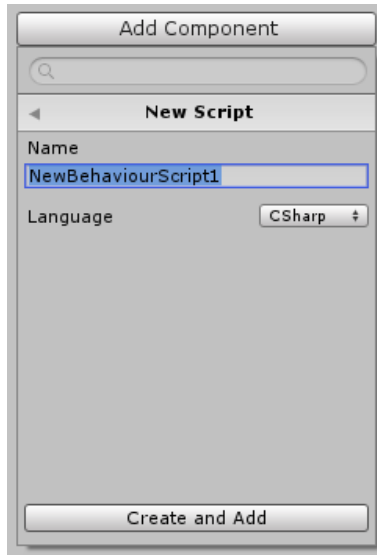 Add Component
New Script
Name
NewBehaviourScript1
Language CSharp
Create and Add